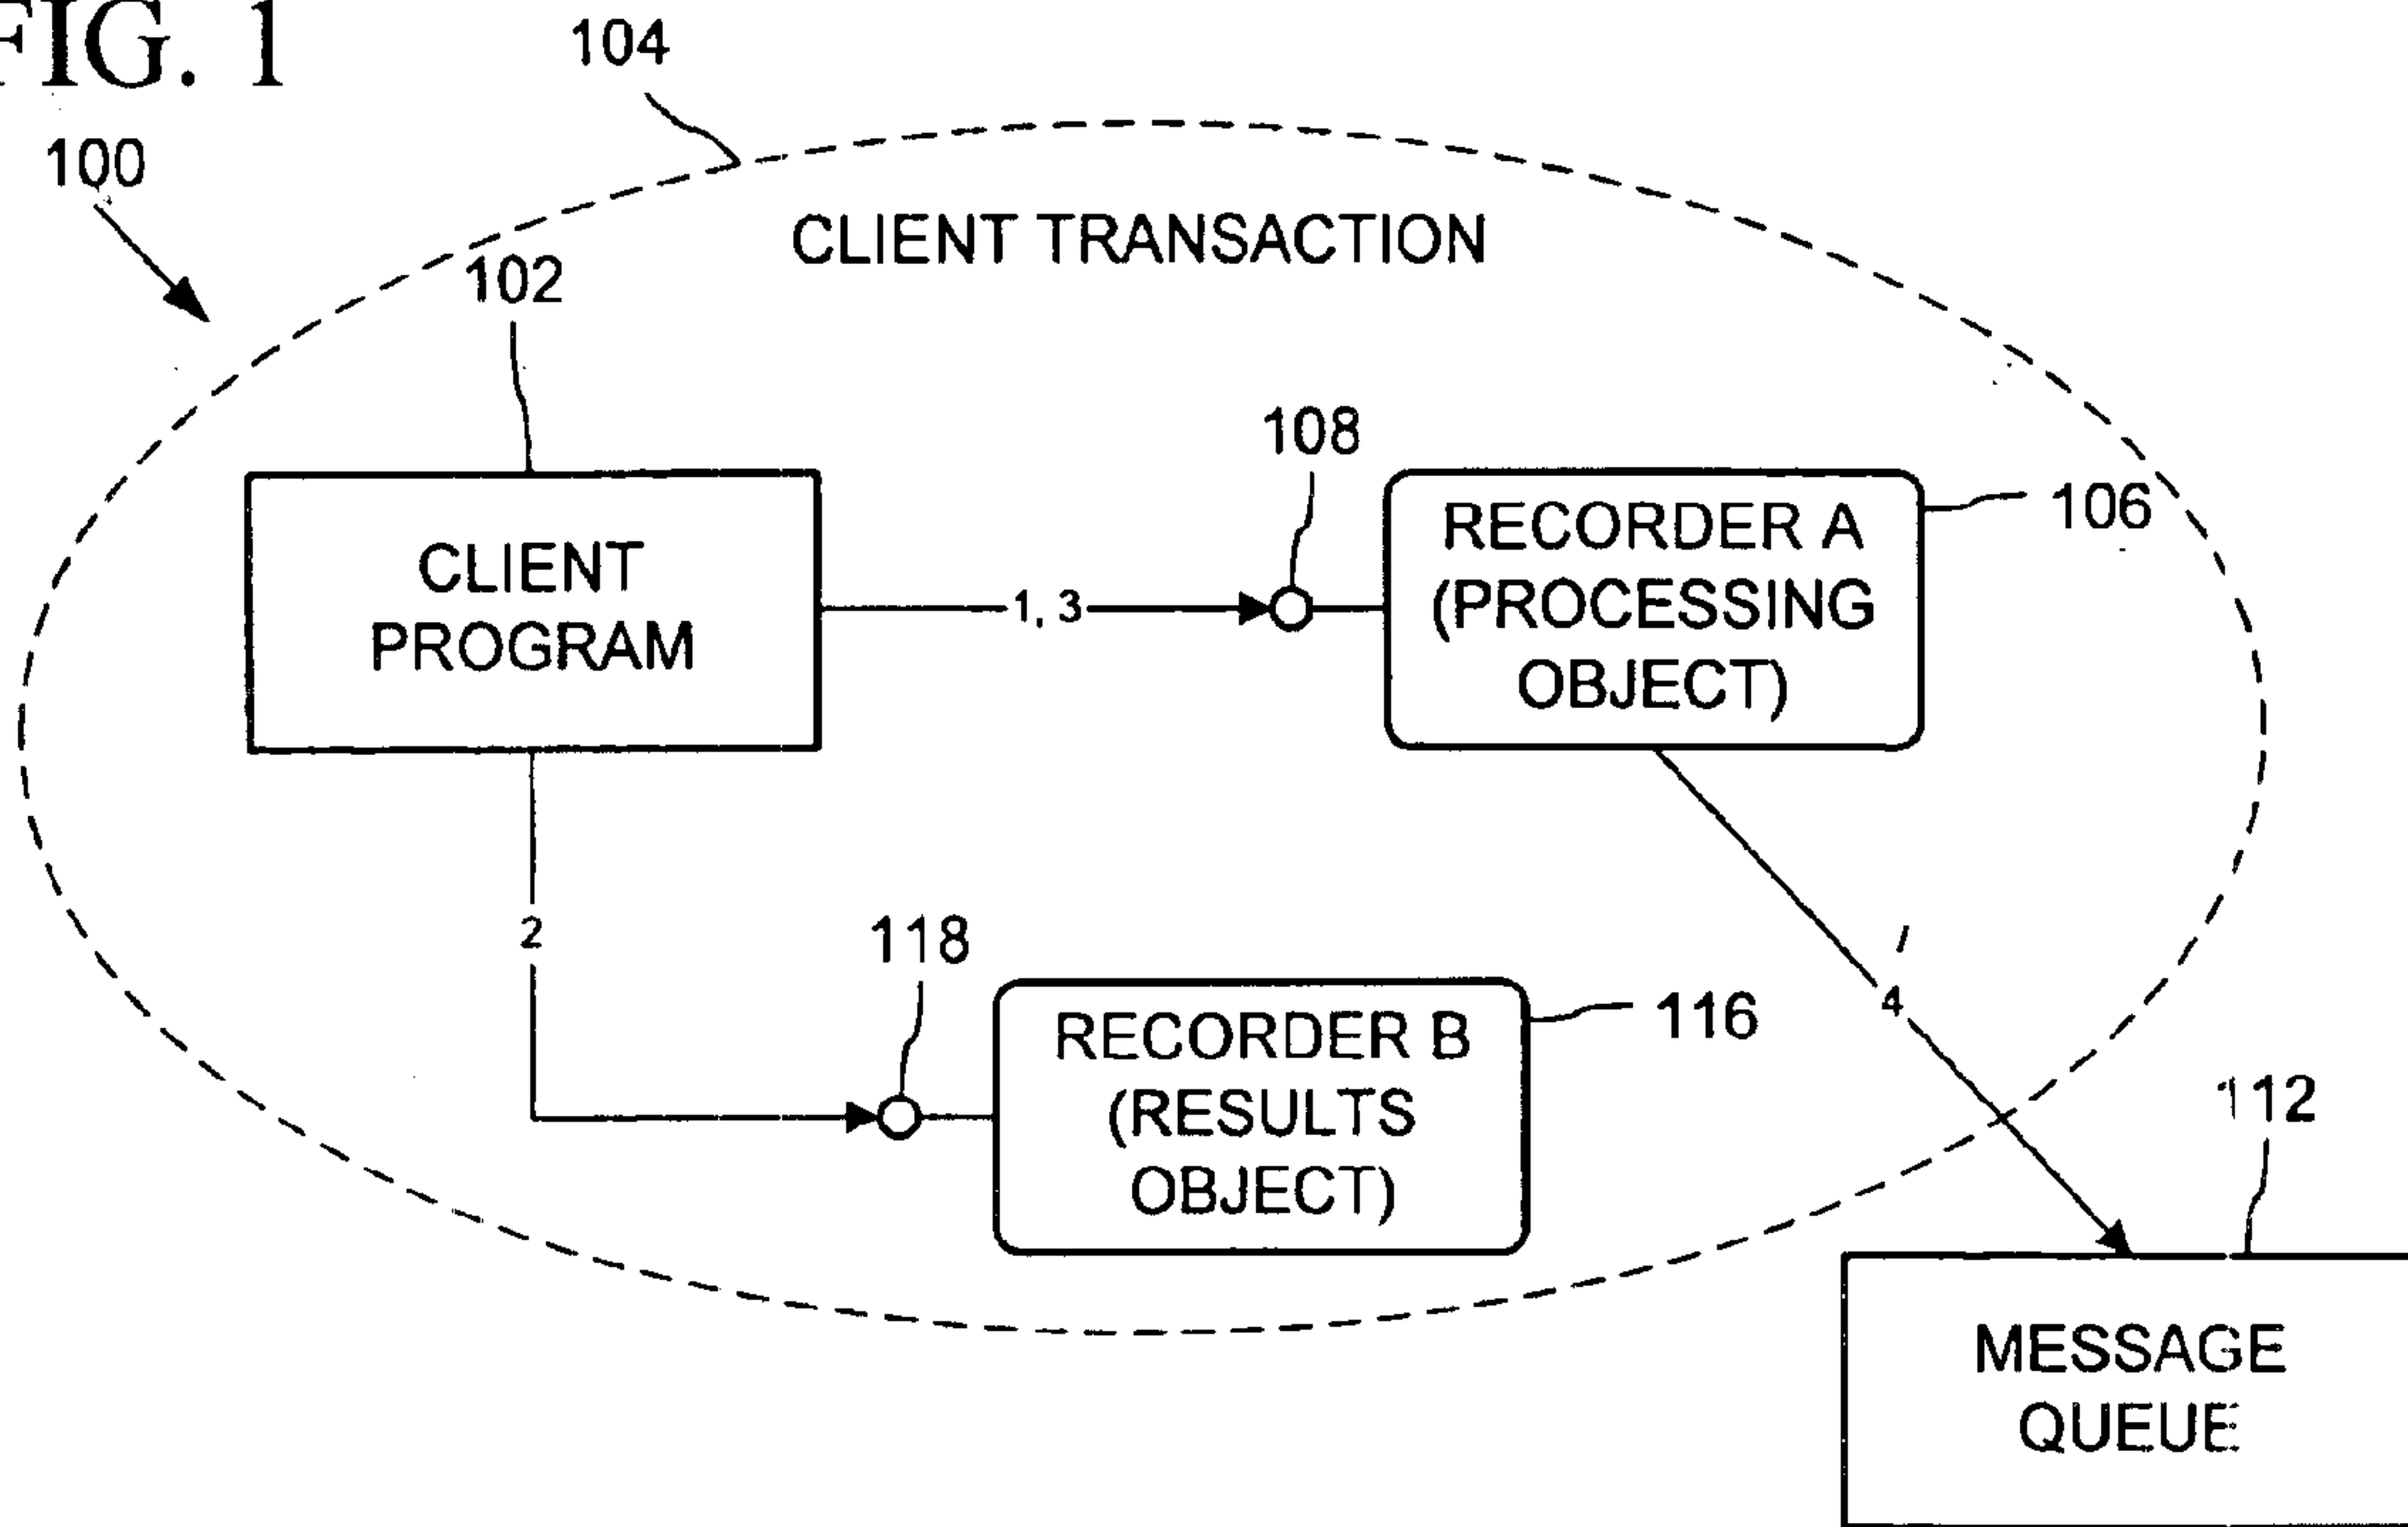 FIG. 1
104
100
CLIENT TRANSACTION
102
108
RECORDER A
(PROCESSING
OBJECT)
106
CLIENT
PROGRAM
1, 3
2
118
RECORDER B
(RESULTS
OBJECT)
116
4
112
MESSAGE
QUEUE